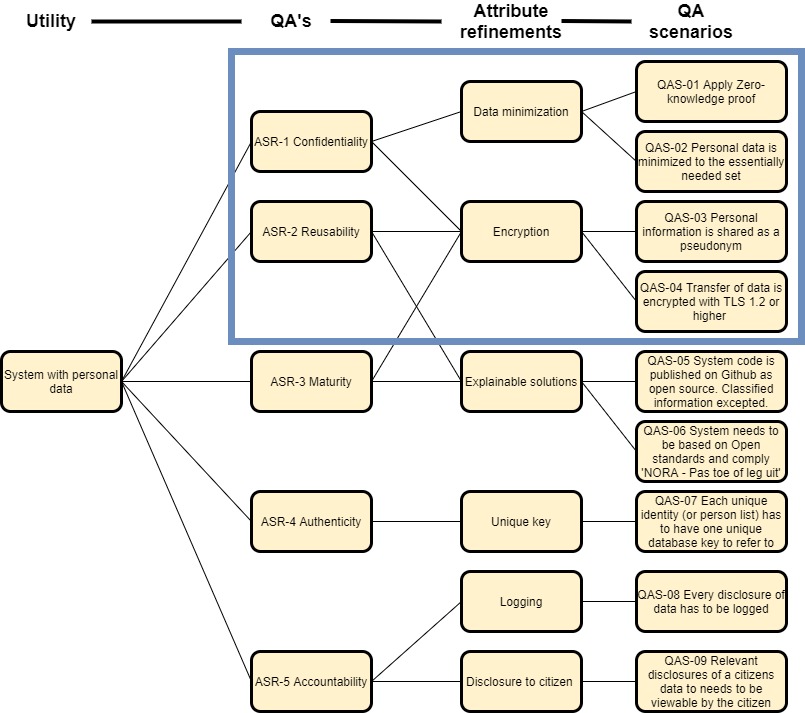 Utility
QA's
Attribute
refinements
QA
scenarios
System with personal
data
ASR-1 Confidentiality
ASR-2 Reusability
ASR-3 Maturity
ASR-4 Authenticity
ASR-5 Accountability
Data minimization
Encryption
Explainable solutions
Unique key
Logging
Disclosure to citizen
QAS-01 Apply Zero-
knowledge proof
QAS-02 Personal data is
minimized to the essentially
needed set
QAS-03 Personal
information is shared as a
pseudonym
QAS-04 Transfer of data is
encrypted with TLS 1.2 or
higher
QAS-05 System code is
published on Github as
open source. Classified
information excepted.
QAS-06 System needs to
be based on Open
standards and comply
'NORA - Pas toe of leg uit'
QAS-07 Each unique
identity (or person list) has
to have one unique
database key to refer to
QAS-08 Every disclosure of
data has to be logged
QAS-09 Relevant
disclosures of a citizens
data to needs to be
viewable by the citizen